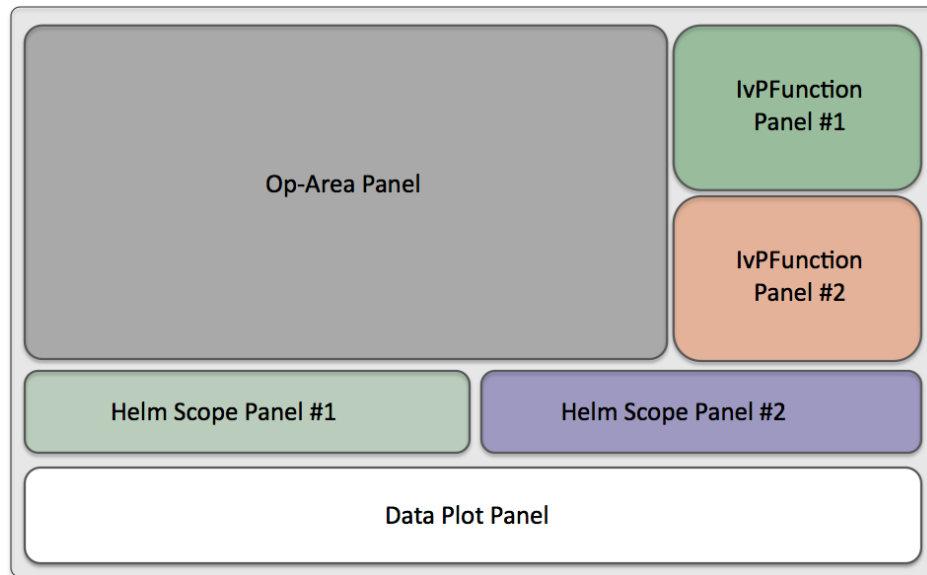 Op-Area Panel
IvPFunction
Panel #1
IvPFunction
Panel #2
Helm Scope Panel #1
Helm Scope Panel #2
Data Plot Panel